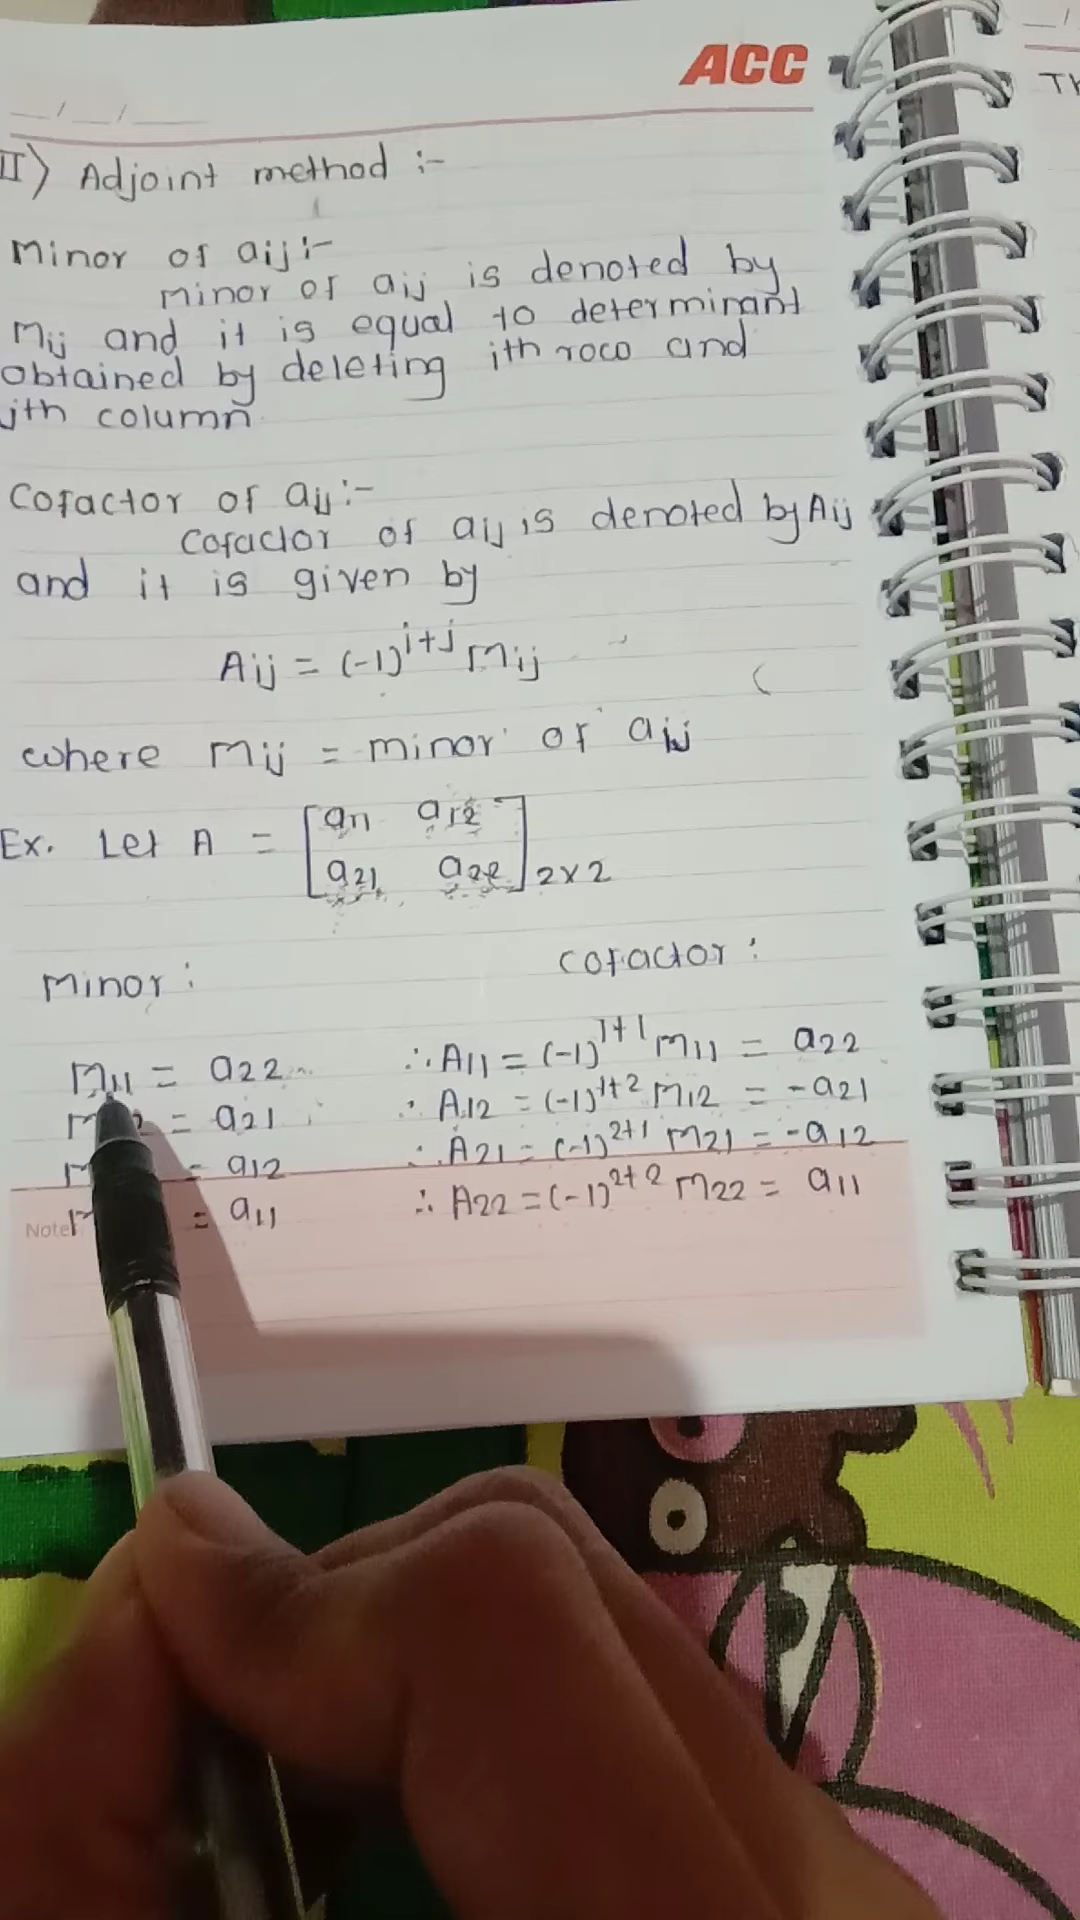 ACC
Th
II) Adjoint method :-
Minor of aij :-
minor of aij is denoted by
Mij and it is equal to determinant
obtained by deleting ith row and
jth column
Cofactor of aij :-
Cofactor of aij is denoted by Aij
and it is given by
Aij = (-1)^i+j Mij
where Mij = minor of aij
Ex. Let A = [a11 a12
a21 a22] 2x2
Minor : Cofactor :
M11 = a22 ∴ A11 = (-1)^1+1 M11 = a22
= a21 ∴ A12 = (-1)^1+2 M12 = -a21
= a12 ∴ A21 = (-1)^2+1 M21 = -a12
= a11 ∴ A22 = (-1)^2+2 M22 = a11
Note